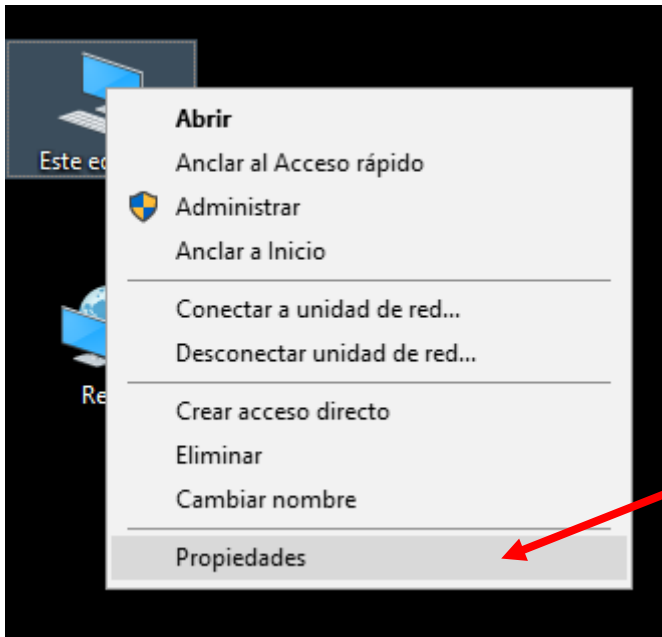 Abrir
Este
Anclar al Acceso rápido
Administrar
Anclar a Inicio
Conectar a unidad de red...
Desconectar unidad de red...
Crear acceso directo
Eliminar
Cambiar nombre
Propiedades